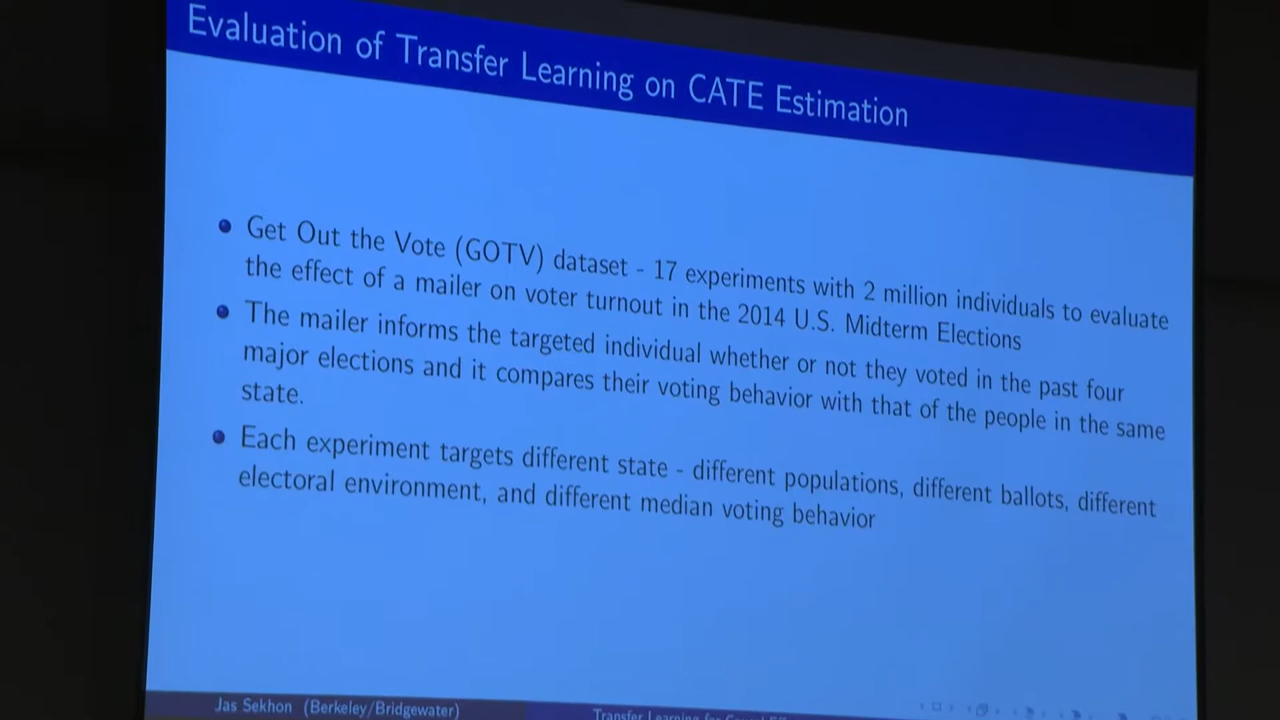 Evaluation of Transfer Learning on CATE Estimation
Get Out the Vote (GOTV) dataset - 17 experiments with 2 million individuals to evaluate
the effect of a mailer on voter turnout in the 2014 U.S. Midterm Elections
The mailer informs the targeted individual whether or not they voted in the past four
major elections and it compares their voting behavior with that of the people in the same
state.
Each experiment targets different state - different populations, different ballots, different
electoral environment, and different median voting behavior
Jas Sekhon (Berkeley/Bridgewater)
Transfer Learning for